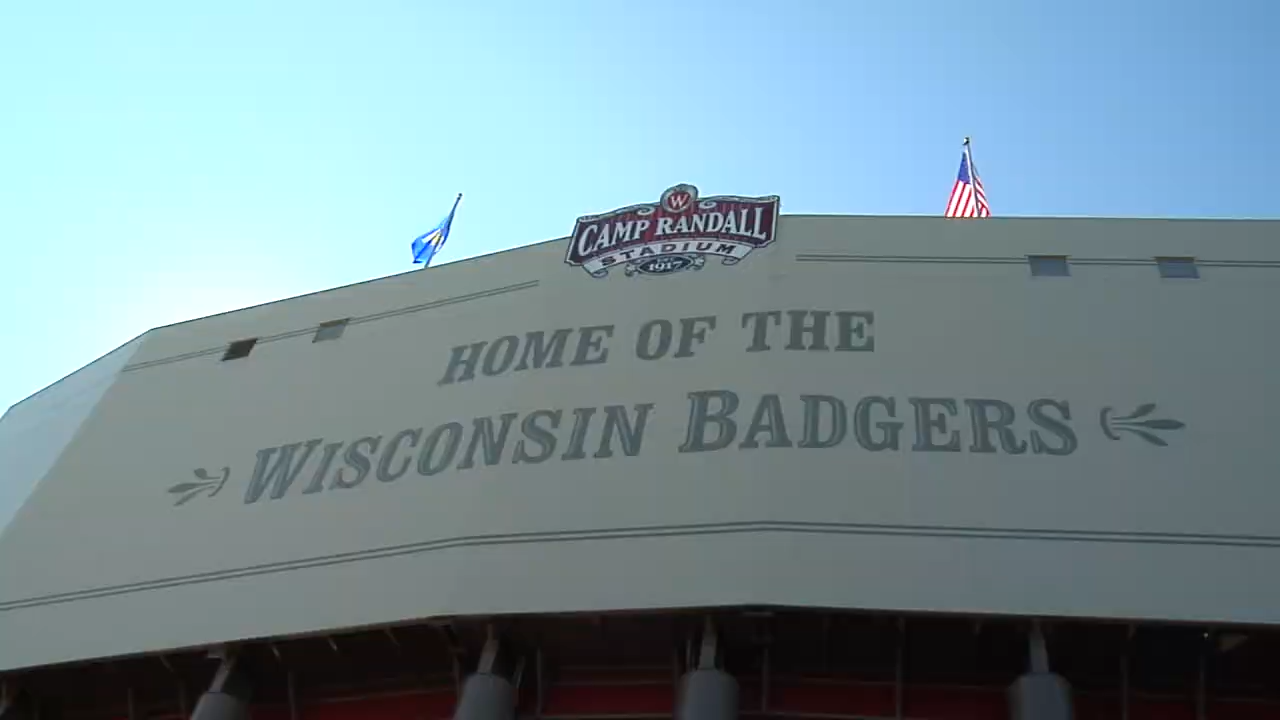 W
CAMP RANDALL
STADIUM
1917
HOME OF THE
WISCONSIN BADGERS